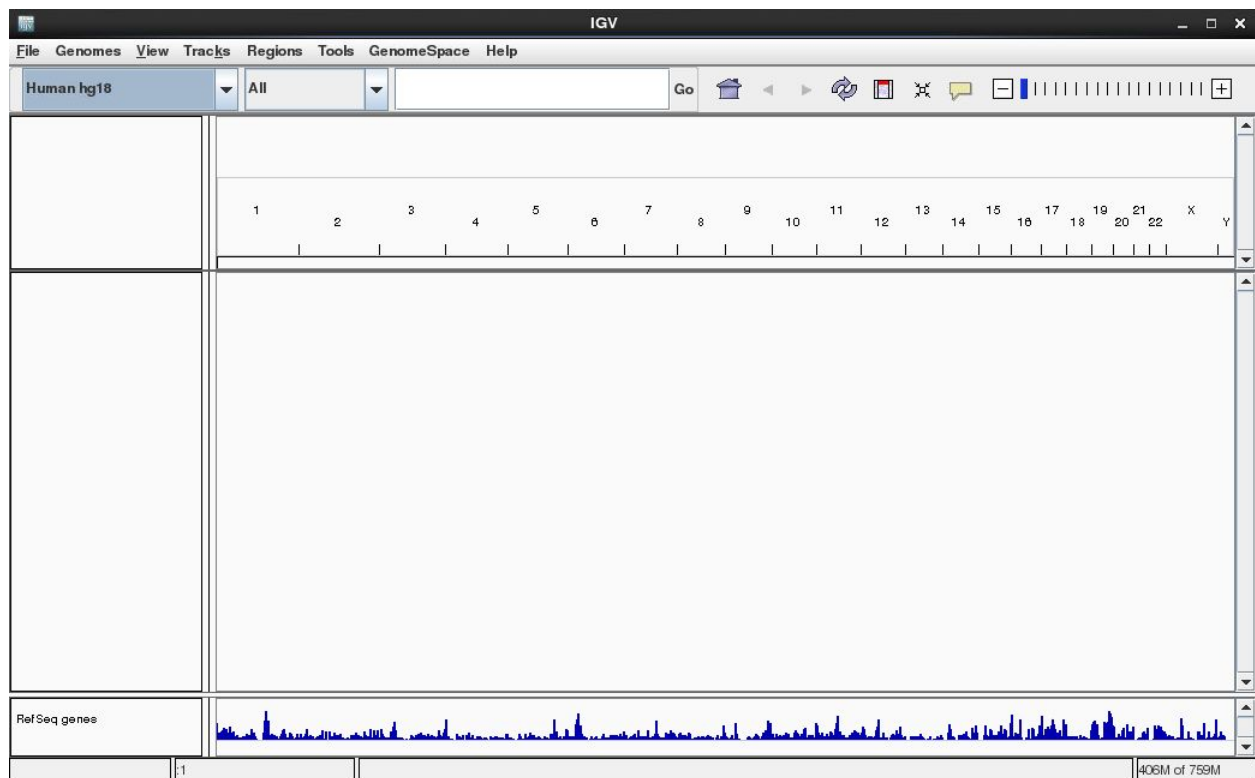 IGV
File Genomes View Tracks Regions Tools GenomeSpace Help
Human hg18 All Go
1 2 3 4 5 6 7 8 9 10 11 12 13 14 15 16 17 18 19 20 21 22 X Y
RefSeq genes
:1 406M of 759M